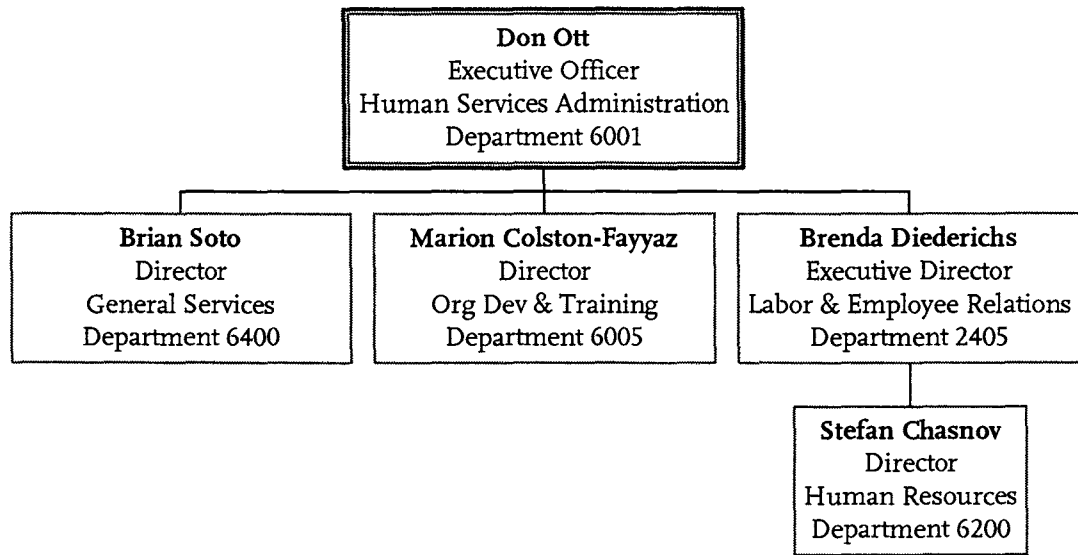 Don Ott
Executive Officer
Human Services Administration
Department 6001
Brian Soto
Director
General Services
Department 6400
Marion Colston-Fayyaz
Director
Org Dev & Training
Department 6005
Brenda Diederichs
Executive Director
Labor & Employee Relations
Department 2405
Stefan Chasnov
Director
Human Resources
Department 6200